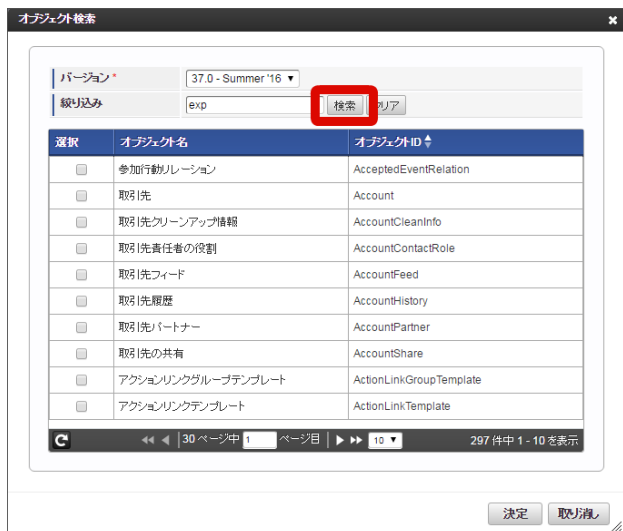 オブジェクト検索 ×
バージョン * 37.0 - Summer '16 ▼
絞り込み exp 検索 クリア
選択 オブジェクト名 オブジェクトID
参加行動リレーション AcceptedEventRelation
取引先 Account
取引先クリーンアップ情報 AccountCleanInfo
取引先責任者の役割 AccountContactRole
取引先フィード AccountFeed
取引先履歴 AccountHistory
取引先パートナー AccountPartner
取引先の共有 AccountShare
アクションリンクグループテンプレート ActionLinkGroupTemplate
アクションリンクテンプレート ActionLinkTemplate
30 ページ中 1 ページ目 10 ▼ 297 件中 1 - 10 を表示
決定 取り消し